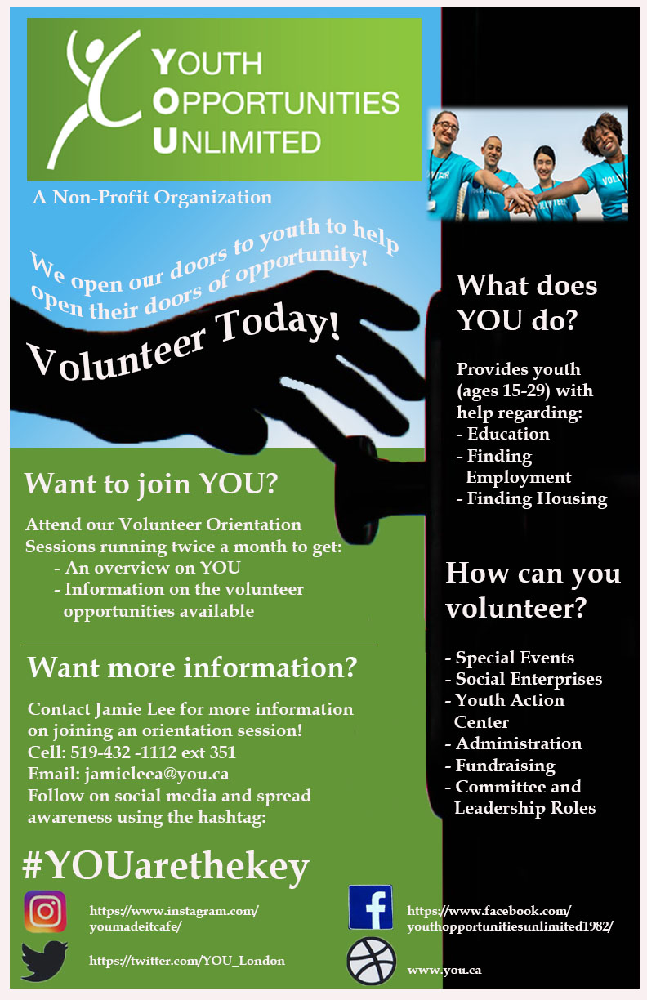 YOUTH
OPPORTUNITIES
UNLIMITED
A Non-Profit Organization
We open our doors to youth to help
open their doors of opportunity!
Volunteer Today!
Want to join YOU?
Attend our Volunteer Orientation
Sessions running twice a month to get:
- An overview on YOU
- Information on the volunteer
opportunities available
Want more information?
Contact Jamie Lee for more information
on joining an orientation session!
Cell: 519-432 -1112 ext 351
Email: jamieleea@you.ca
Follow on social media and spread
awareness using the hashtag:
#YOUarethekey
https://www.instagram.com/
youmadeitcafe/
https://twitter.com/YOU_London
https://www.facebook.com/
youthopportunitiesunlimited1982/
www.you.ca
What does
YOU do?
Provides youth
(ages 15-29) with
help regarding:
- Education
- Finding
Employment
- Finding Housing
How can you
volunteer?
- Special Events
- Social Enterprises
- Youth Action
Center
- Administration
- Fundraising
- Committee and
Leadership Roles